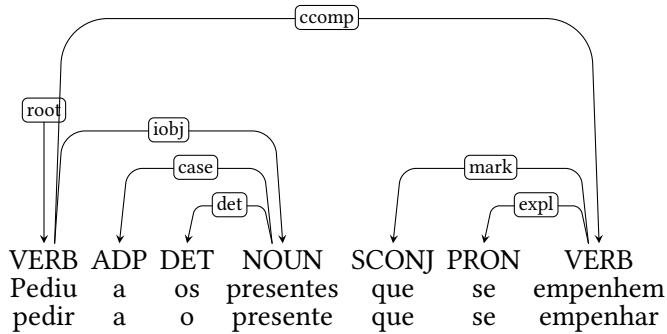 ccomp
root
iobj
case mark
det expl
VERB ADP DET NOUN SCONJ PRON VERB
Pediu a os presentes que se empenhem
pedir a o presente que se empenhar